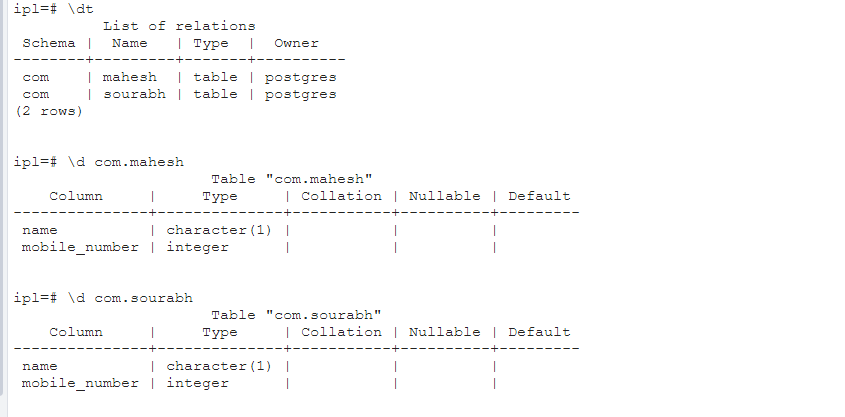 ipl=# \dt
          List of relations
 Schema |  Name   | Type  |  Owner
--------+---------+-------+----------
 com    | mahesh  | table | postgres
 com    | sourabh | table | postgres
(2 rows)
ipl=# \d com.mahesh
                      Table "com.mahesh"
    Column     |     Type     | Collation | Nullable | Default
---------------+--------------+-----------+----------+---------
 name          | character(1) |           |          |
 mobile_number | integer      |           |          |
ipl=# \d com.sourabh
                      Table "com.sourabh"
    Column     |     Type     | Collation | Nullable | Default
---------------+--------------+-----------+----------+---------
 name          | character(1) |           |          |
 mobile_number | integer      |           |          |